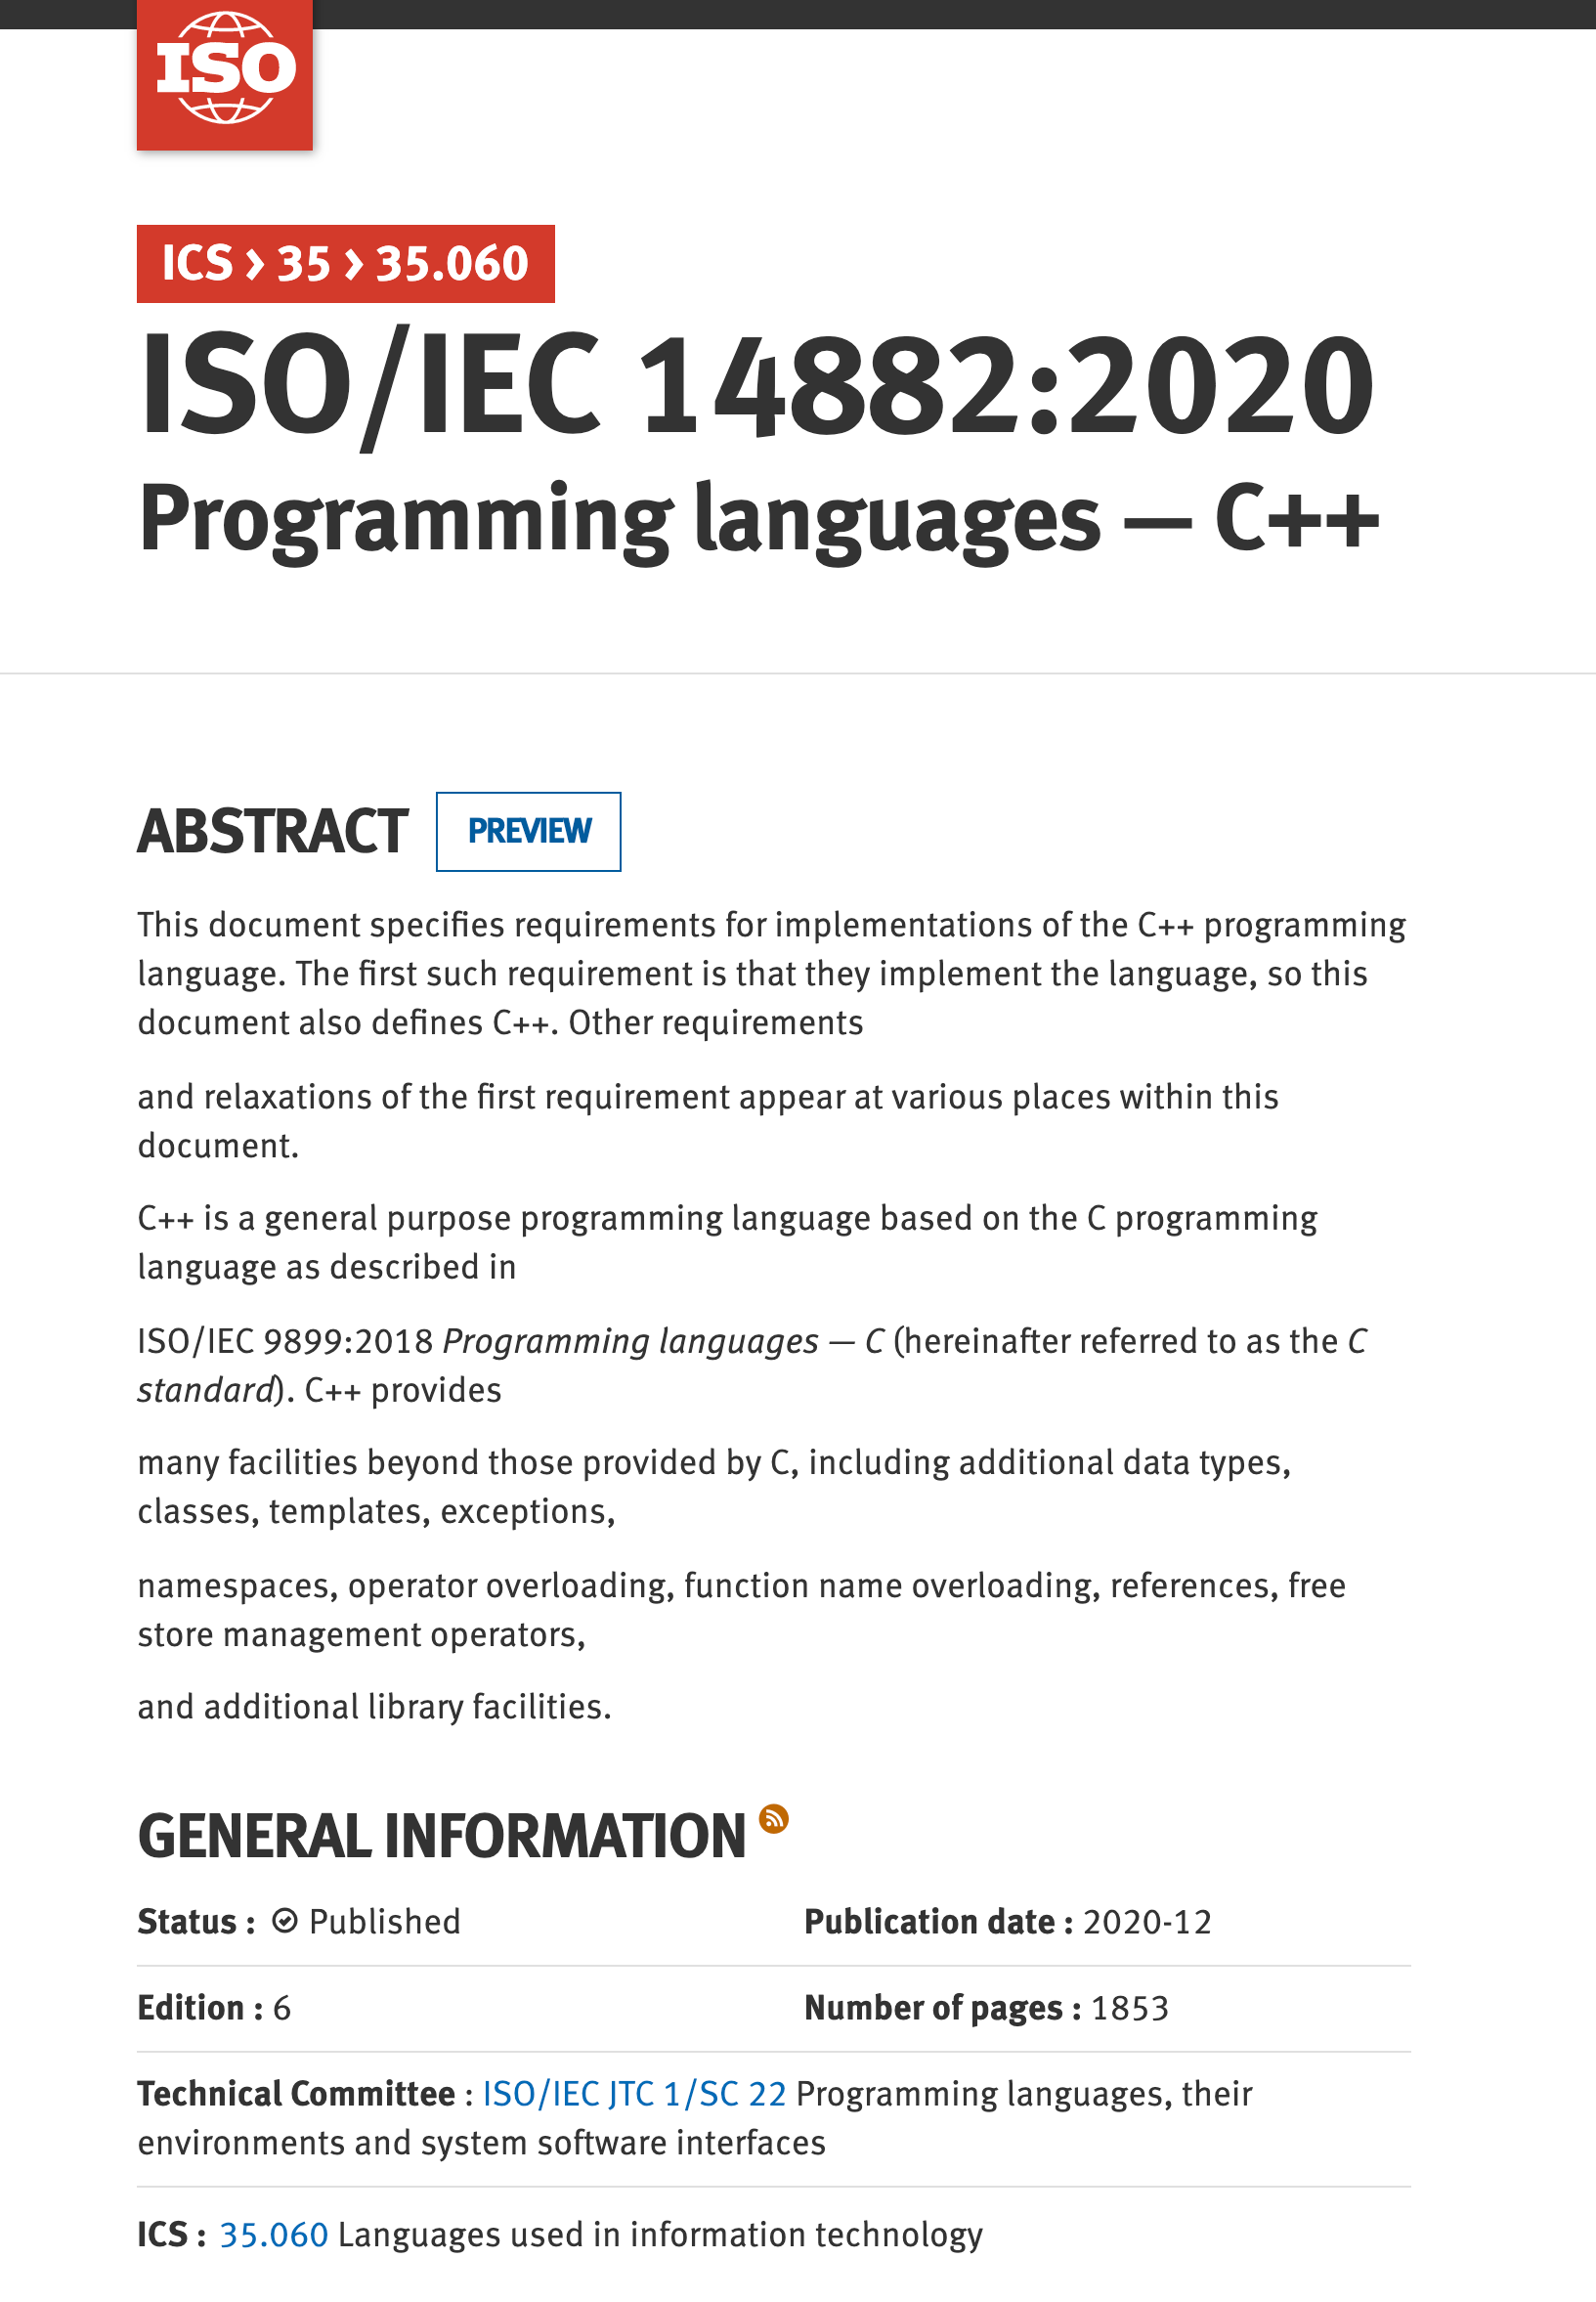 ISO
ICS › 35 › 35.060
ISO/IEC 14882:2020
Programming languages — C++
ABSTRACT PREVIEW
This document specifies requirements for implementations of the C++ programming
language. The first such requirement is that they implement the language, so this
document also defines C++. Other requirements
and relaxations of the first requirement appear at various places within this
document.
C++ is a general purpose programming language based on the C programming
language as described in
ISO/IEC 9899:2018 Programming languages — C (hereinafter referred to as the C
standard). C++ provides
many facilities beyond those provided by C, including additional data types,
classes, templates, exceptions,
namespaces, operator overloading, function name overloading, references, free
store management operators,
and additional library facilities.
GENERAL INFORMATION
Status : Published Publication date : 2020-12
Edition : 6 Number of pages : 1853
Technical Committee : ISO/IEC JTC 1/SC 22 Programming languages, their
environments and system software interfaces
ICS : 35.060 Languages used in information technology